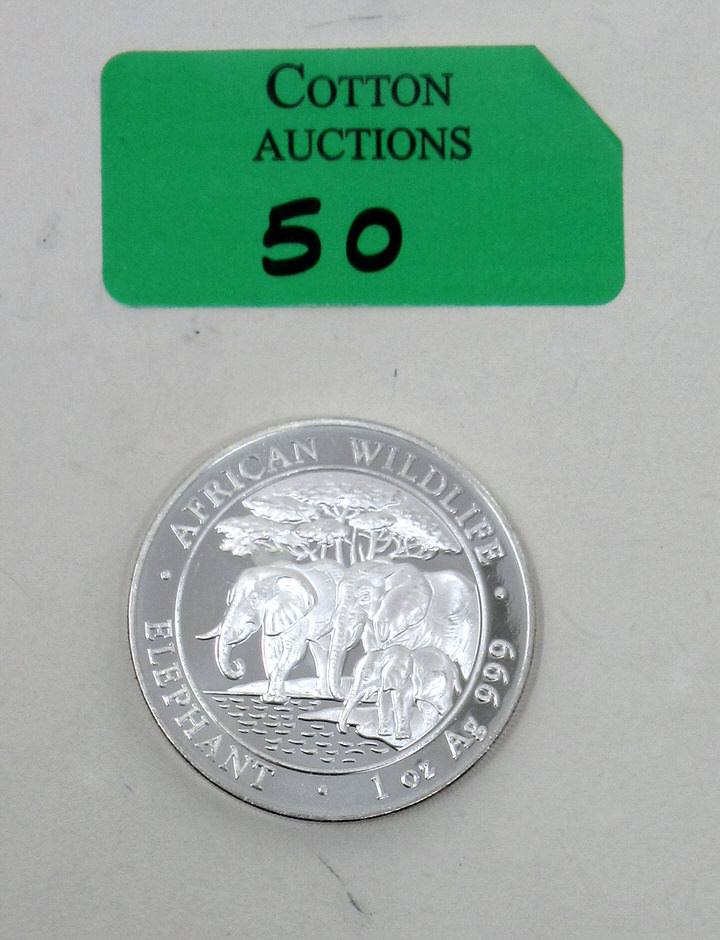 COTTON
AUCTIONS
50
AFRICAN WILDLIFE
ELEPHANT · 1 oz Ag 999